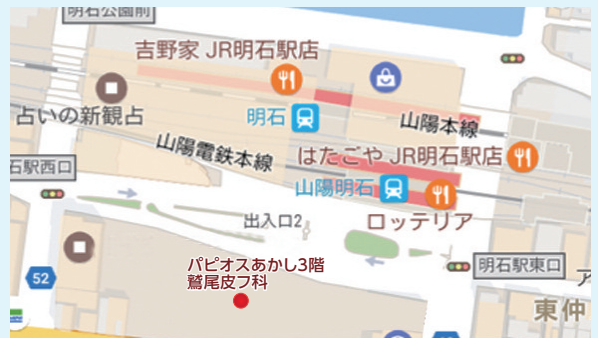 明石公園前
吉野家 JR明石駅店
占いの新観占
明石
山陽本線
山陽電鉄本線
はたごや JR明石駅店
石駅西口
山陽明石
ロッテリア
出入口2
パピオスあかし3階
鷲尾皮フ科
明石駅東口
52
東仲